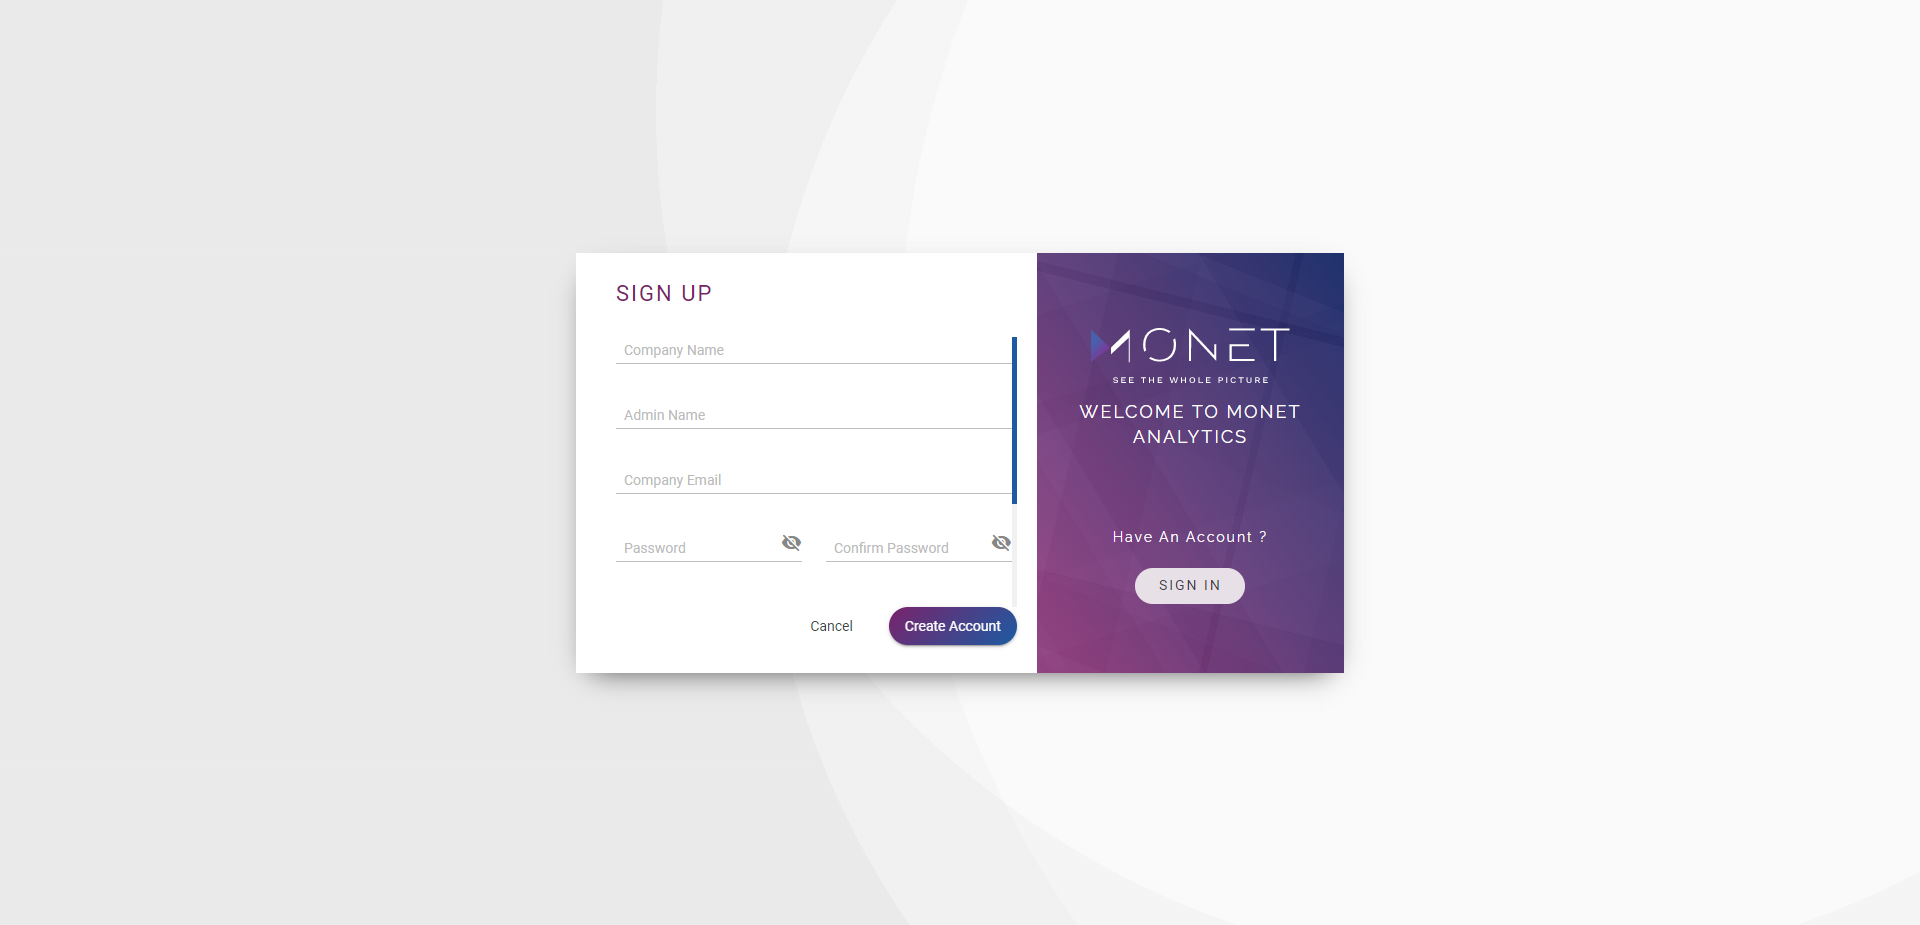 SIGN UP
Company Name
Admin Name
Company Email
Password
Confirm Password
Cancel
Create Account
MONET
SEE THE WHOLE PICTURE
WELCOME TO MONET
ANALYTICS
Have An Account ?
SIGN IN